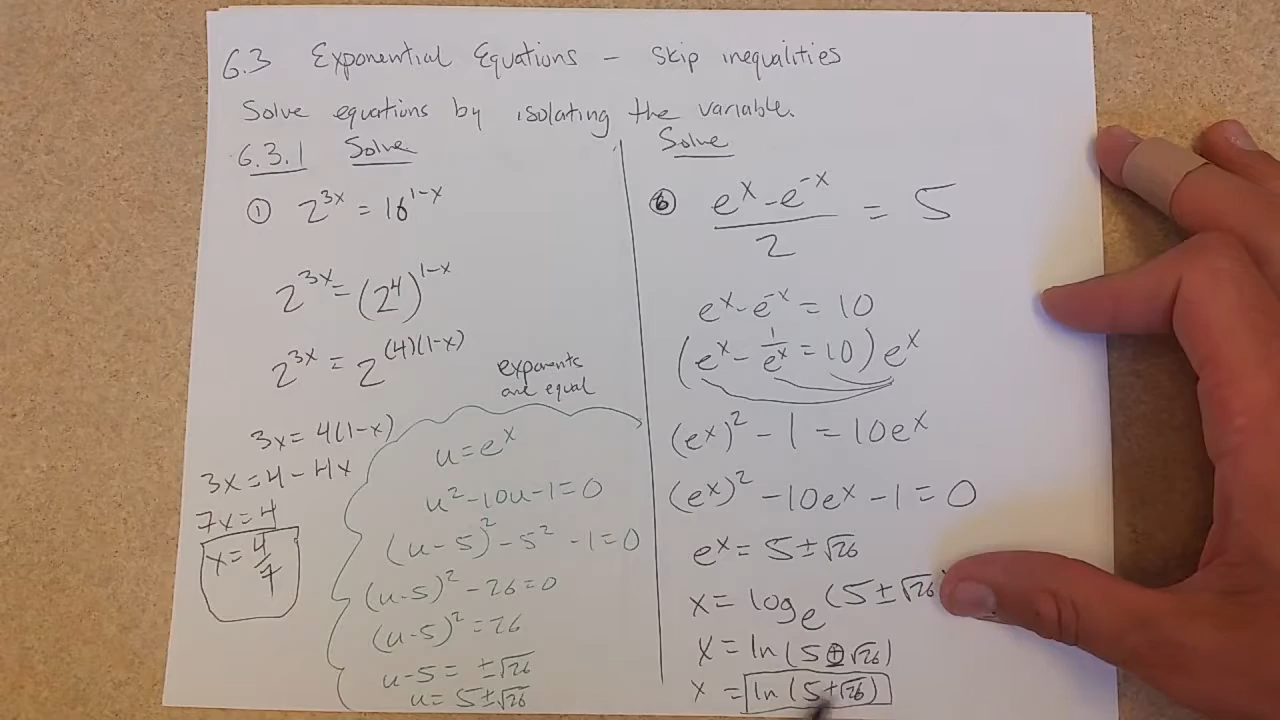 6.3 Exponential Equations - Skip inequalities
Solve equations by isolating the variable.
6.3.1 Solve
① 2^{3x} = 16^{1-x}
2^{3x} = (2^4)^{1-x}
2^{3x} = 2^{(4)(1-x)}
exponents
are equal
3x = 4(1-x)
3x = 4 - 4x
7x = 4
x = 4/7
u = e^x
u² - 10u - 1 = 0
(u - 5)² - 5² - 1 = 0
(u - 5)² - 26 = 0
(u - 5)² = 26
u - 5 = ±√26
u = 5 ± √26
Solve
⑥ (e^x - e^{-x})/2 = 5
e^x - e^{-x} = 10
(e^x - 1/e^x = 10) e^x
(e^x)² - 1 = 10e^x
(e^x)² - 10e^x - 1 = 0
e^x = 5 ± √26
x = log_e (5 ± √26)
x = ln (5 ± √26)
x = ln (5 + √26)